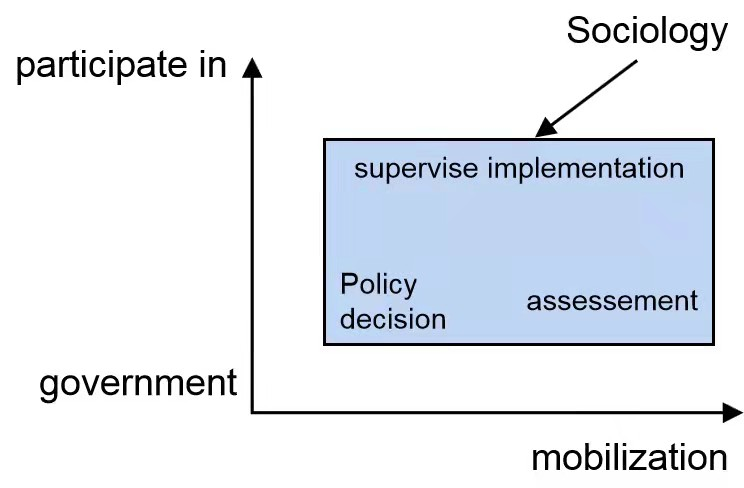 Sociology
participate in
supervise implementation
Policy
decision
assessement
government
mobilization